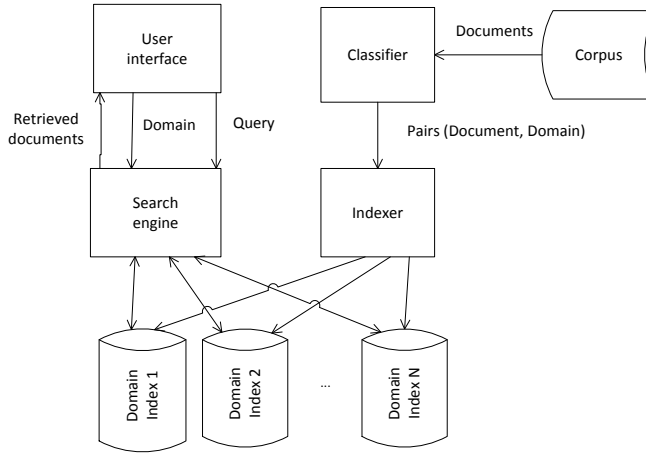 User
interface
Classifier
Documents
Corpus
Retrieved
documents
Domain
Query
Pairs (Document, Domain)
Search
engine
Indexer
Domain
Index 1
Domain
Index 2
...
Domain
Index N